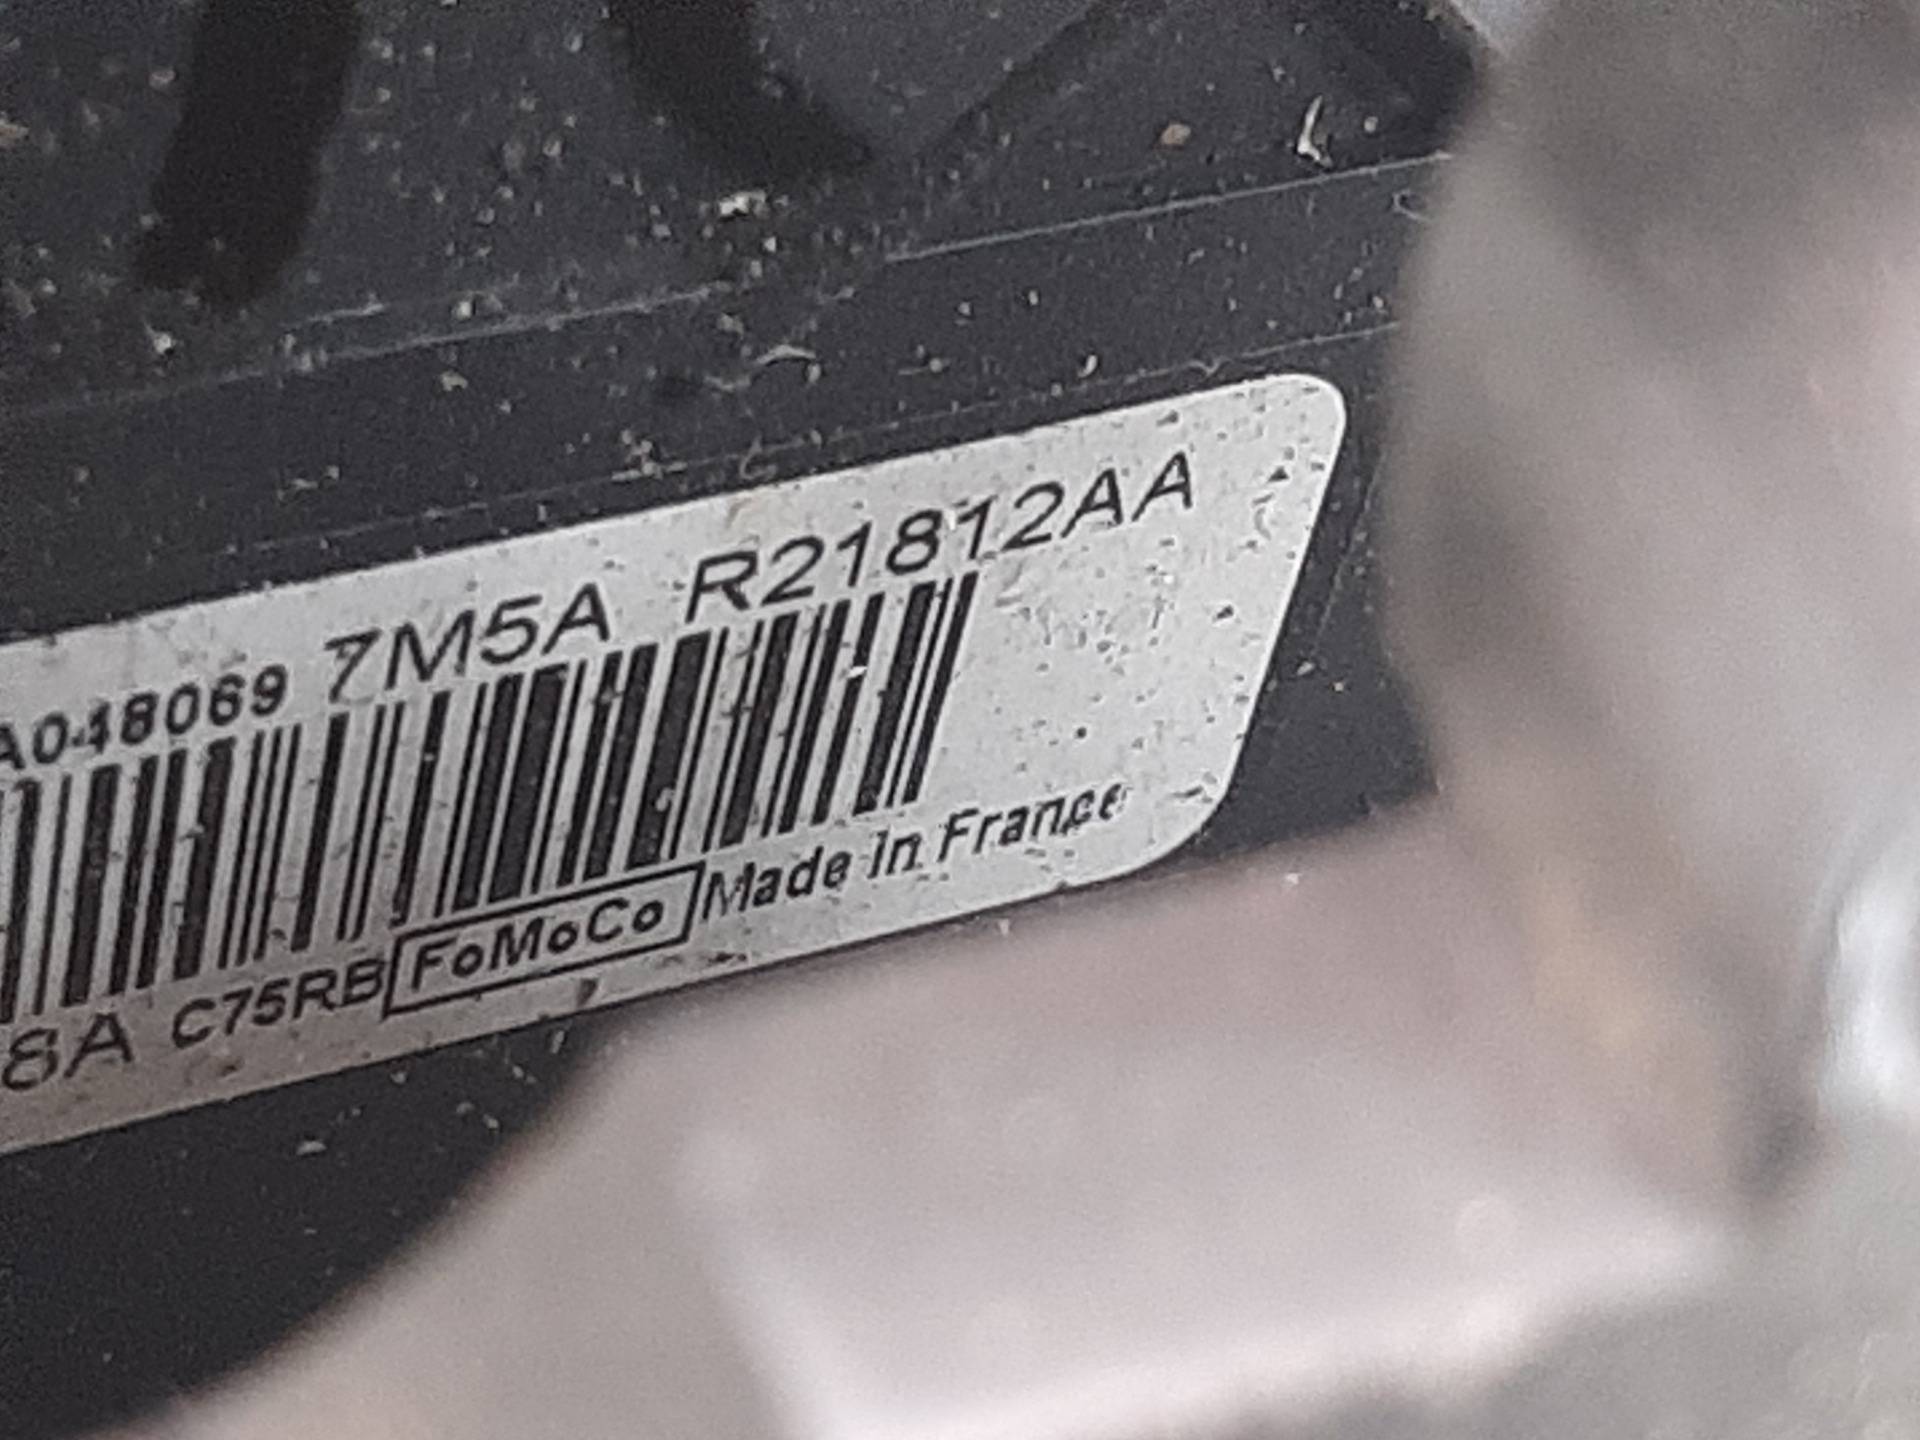 A048069 7M5A R21812AA
8A C75RB FoMoCo Made in France